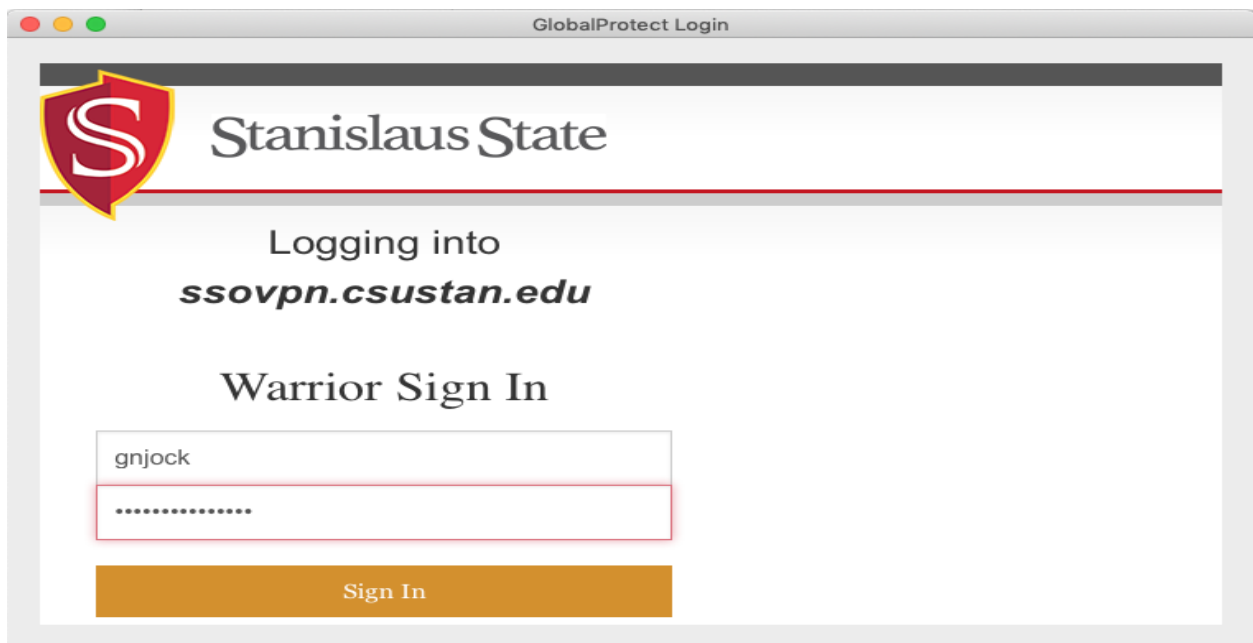 GlobalProtect Login
S
Stanislaus State
Logging into
ssovpn.csustan.edu
Warrior Sign In
gnjock
•••••••••••••••
Sign In